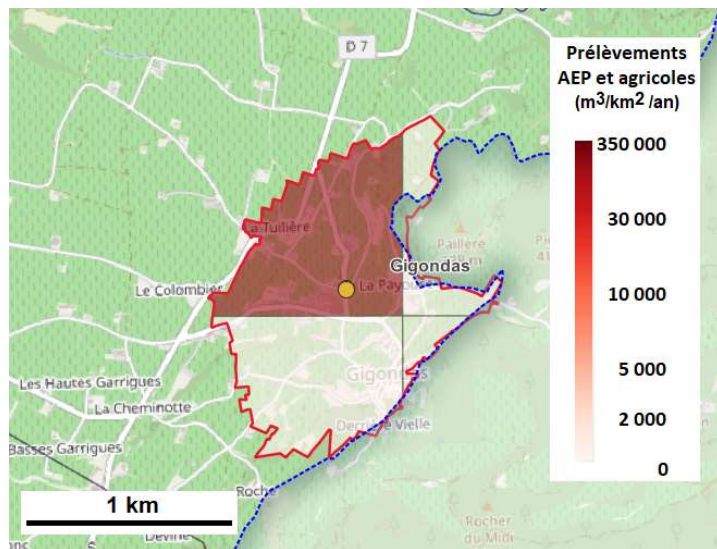 D 7
Prélèvements
AEP et agricoles
(m3/km2 /an)
350 000
30 000
10 000
5 000
2 000
0
La Tuilière
Paillère
Gigondas
Le Colombier
Les Hautes Garrigues
La Cheminotte
Gigondas
Basses Garrigues
Derrière Vielle
Roche
1 km
Rocher
du Midi